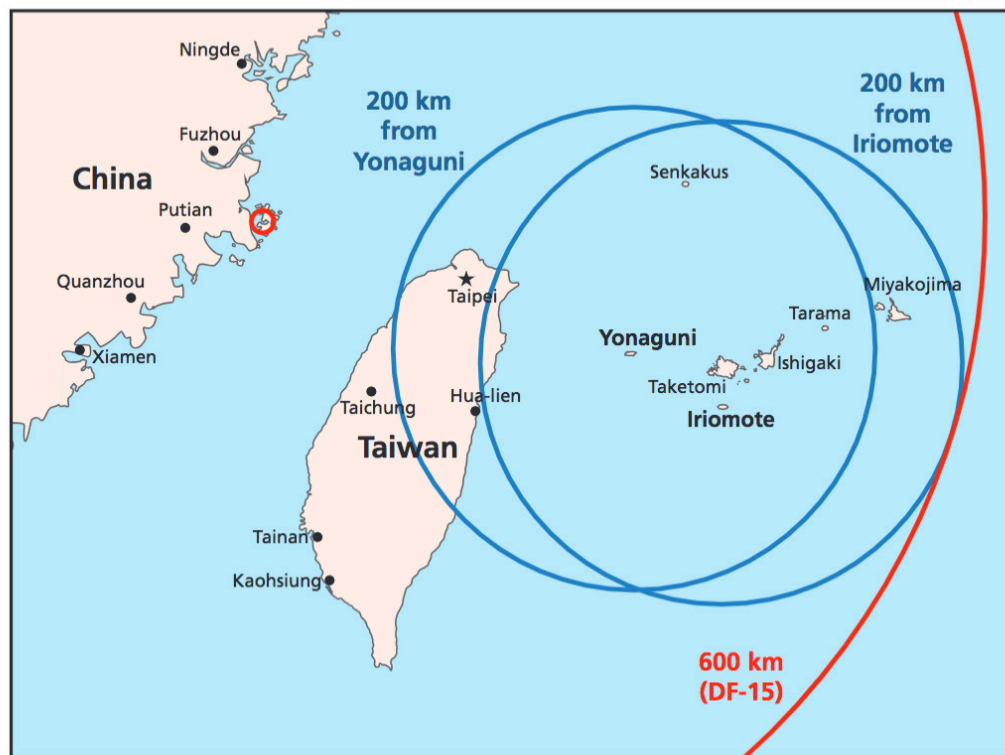 Ningde
200 km
from
Yonaguni
200 km
from
Iriomote
Fuzhou
Senkakus
China
Putian
Quanzhou
Taipei
Miyakojima
Tarama
Yonaguni
Xiamen
Ishigaki
Taketomi
Taichung
Hua-lien
Iriomote
Taiwan
Tainan
Kaohsiung
600 km
(DF-15)